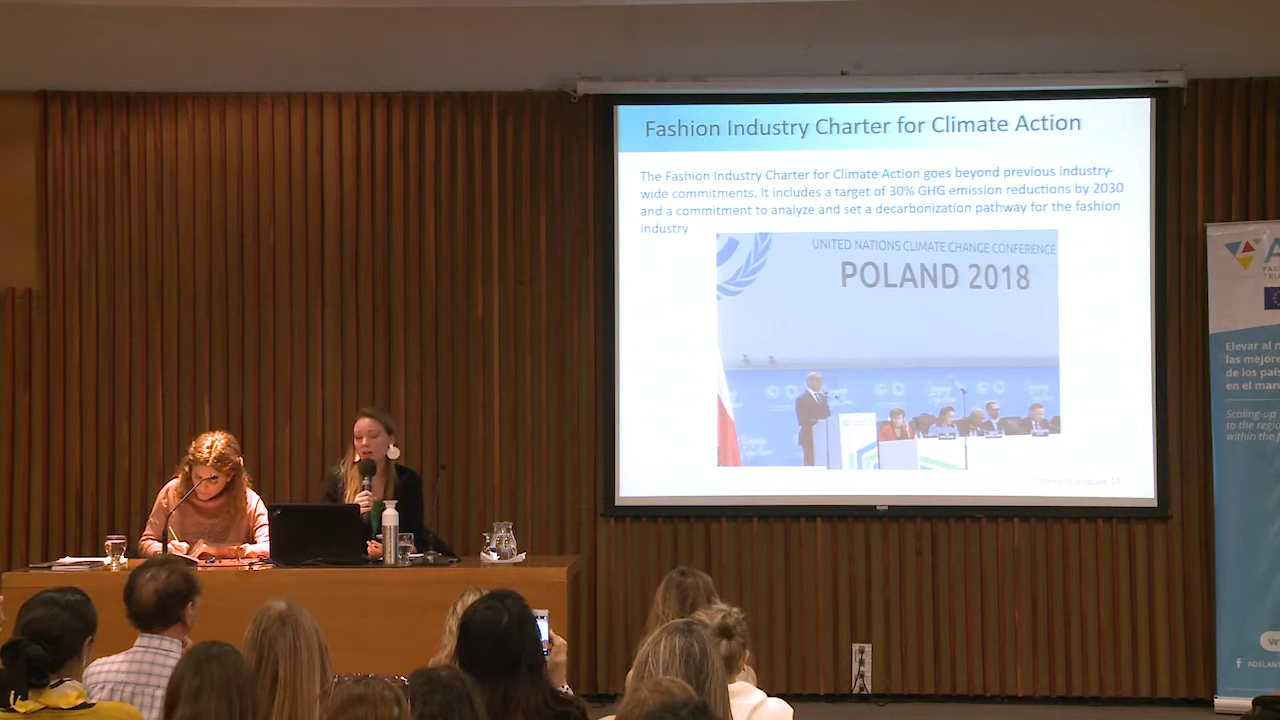 Fashion Industry Charter for Climate Action
The Fashion Industry Charter for Climate Action goes beyond previous industry-
wide commitments. It includes a target of 30% GHG emission reductions by 2030
and a commitment to analyze and set a decarbonization pathway for the fashion
industry
UNITED NATIONS CLIMATE CHANGE CONFERENCE
POLAND 2018
Elevar al
las mejore
de los país
en el mar
Scaling-up
to the regio
within the
ADELANT